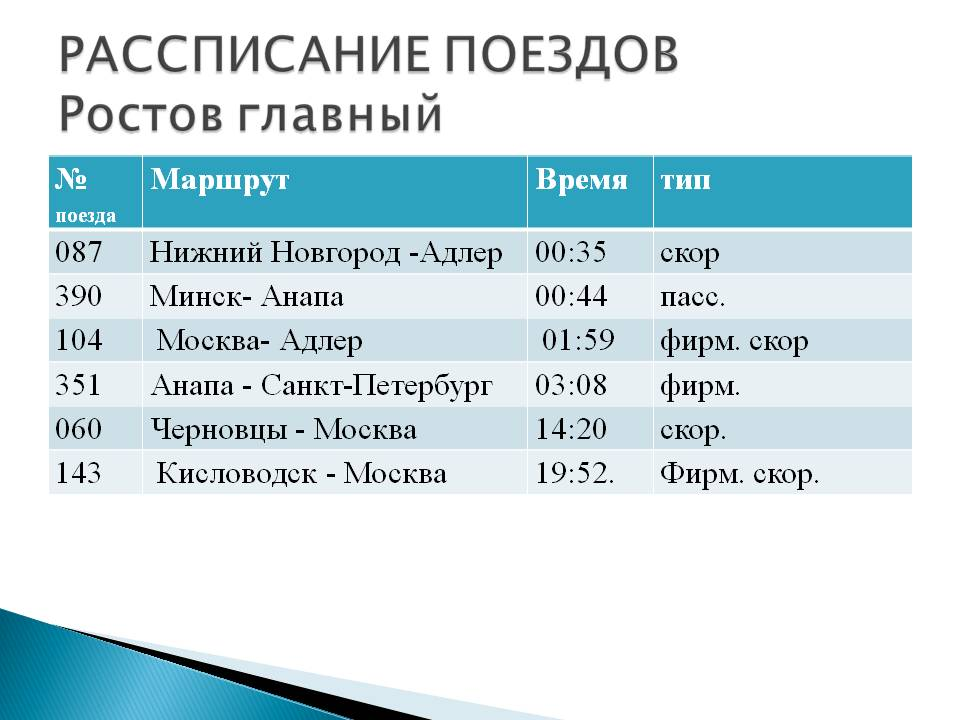 РАССПИСАНИЕ ПОЕЗДОВ
Ростов главный
№ поезда Маршрут Время тип
087 Нижний Новгород -Адлер 00:35 скор
390 Минск- Анапа 00:44 пасс.
104 Москва- Адлер 01:59 фирм. скор
351 Анапа - Санкт-Петербург 03:08 фирм.
060 Черновцы - Москва 14:20 скор.
143 Кисловодск - Москва 19:52. Фирм. скор.